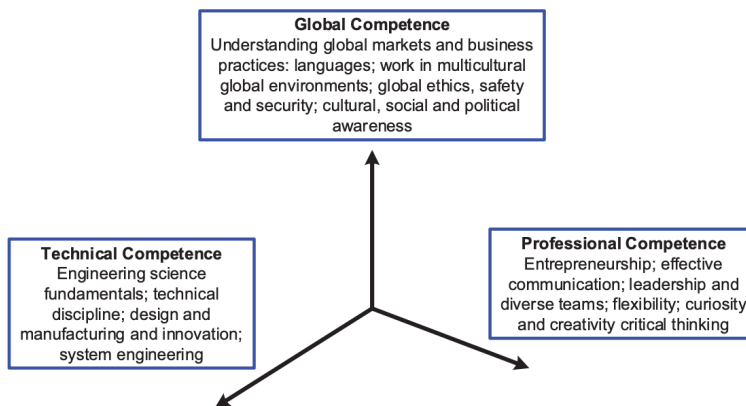 Global Competence
Understanding global markets and business
practices: languages; work in multicultural
global environments; global ethics, safety
and security; cultural, social and political
awareness
Technical Competence
Engineering science
fundamentals; technical
discipline; design and
manufacturing and innovation;
system engineering
Professional Competence
Entrepreneurship; effective
communication; leadership and
diverse teams; flexibility; curiosity
and creativity critical thinking